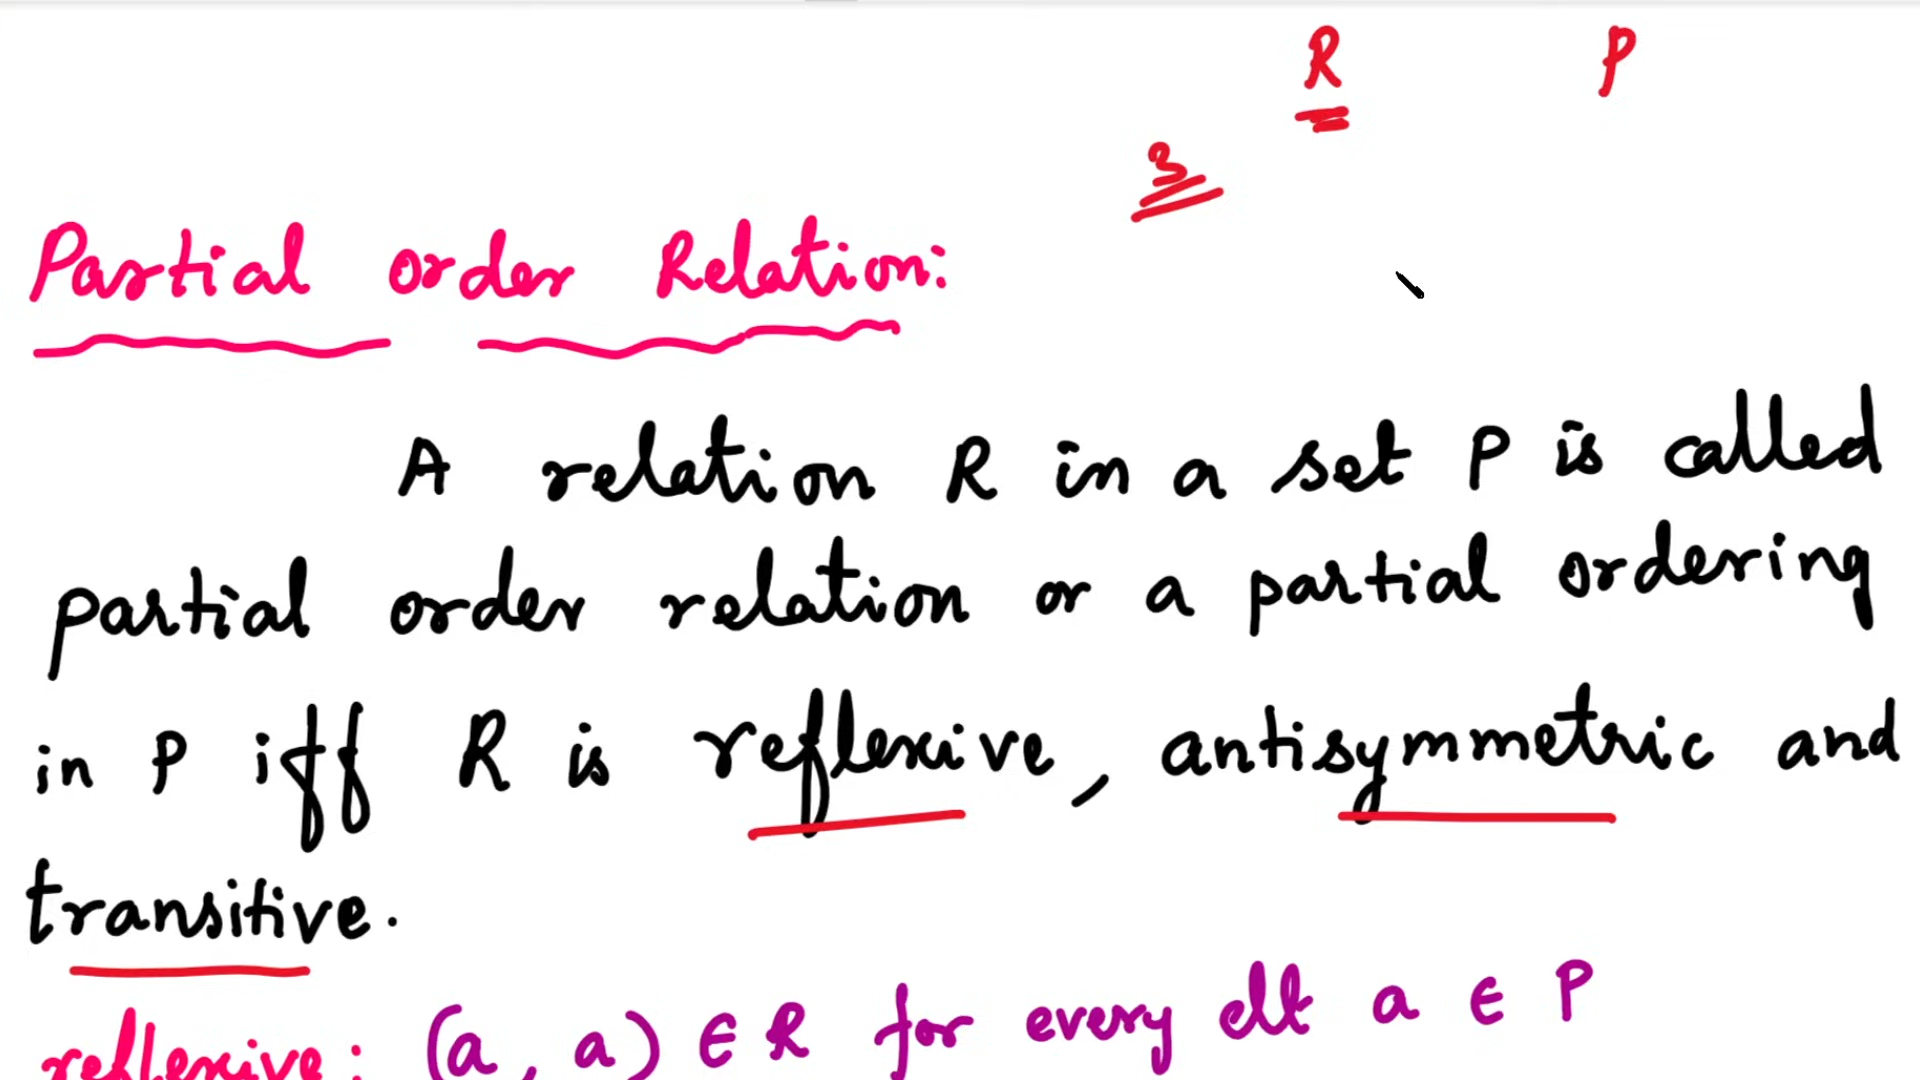 R P
3
Partial order Relation:
A relation R in a set P is called
partial order relation or a partial ordering
in P iff R is reflexive, antisymmetric and
transitive.
reflexive: (a, a) ∈ R for every elt a ∈ P